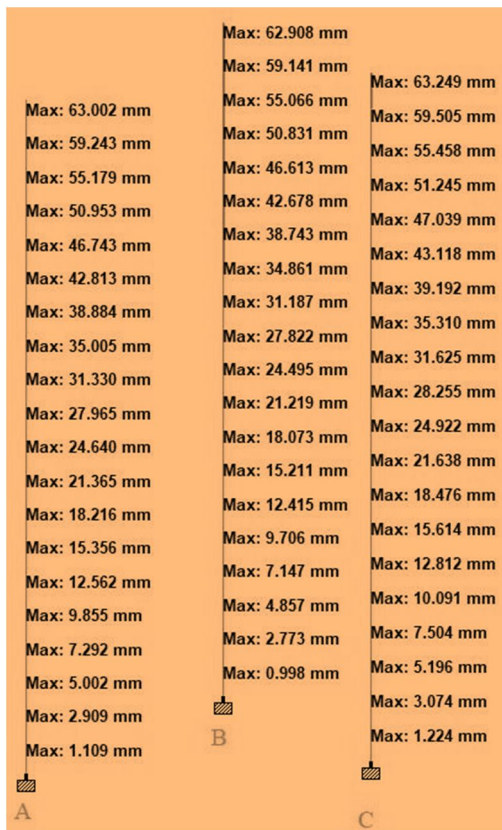 Max: 63.002 mm
Max: 59.243 mm
Max: 55.179 mm
Max: 50.953 mm
Max: 46.743 mm
Max: 42.813 mm
Max: 38.884 mm
Max: 35.005 mm
Max: 31.330 mm
Max: 27.965 mm
Max: 24.640 mm
Max: 21.365 mm
Max: 18.216 mm
Max: 15.356 mm
Max: 12.562 mm
Max: 9.855 mm
Max: 7.292 mm
Max: 5.002 mm
Max: 2.909 mm
Max: 1.109 mm
A
Max: 62.908 mm
Max: 59.141 mm
Max: 55.066 mm
Max: 50.831 mm
Max: 46.613 mm
Max: 42.678 mm
Max: 38.743 mm
Max: 34.861 mm
Max: 31.187 mm
Max: 27.822 mm
Max: 24.495 mm
Max: 21.219 mm
Max: 18.073 mm
Max: 15.211 mm
Max: 12.415 mm
Max: 9.706 mm
Max: 7.147 mm
Max: 4.857 mm
Max: 2.773 mm
Max: 0.998 mm
B
Max: 63.249 mm
Max: 59.505 mm
Max: 55.458 mm
Max: 51.245 mm
Max: 47.039 mm
Max: 43.118 mm
Max: 39.192 mm
Max: 35.310 mm
Max: 31.625 mm
Max: 28.255 mm
Max: 24.922 mm
Max: 21.638 mm
Max: 18.476 mm
Max: 15.614 mm
Max: 12.812 mm
Max: 10.091 mm
Max: 7.504 mm
Max: 5.196 mm
Max: 3.074 mm
Max: 1.224 mm
C